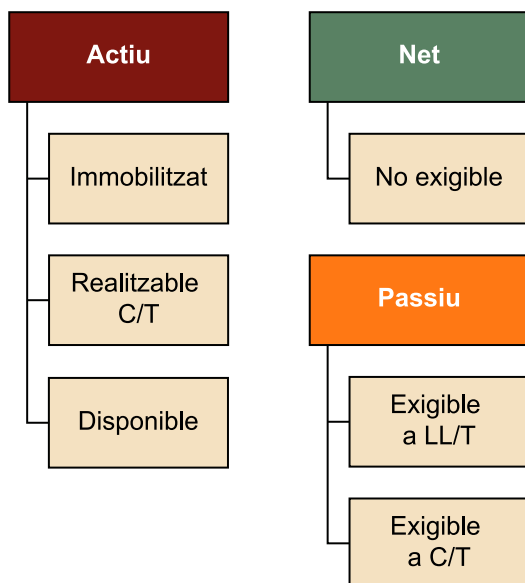 Actiu
Immobilitzat
Realitzable
C/T
Disponible
Net
No exigible
Passiu
Exigible
a LL/T
Exigible
a C/T